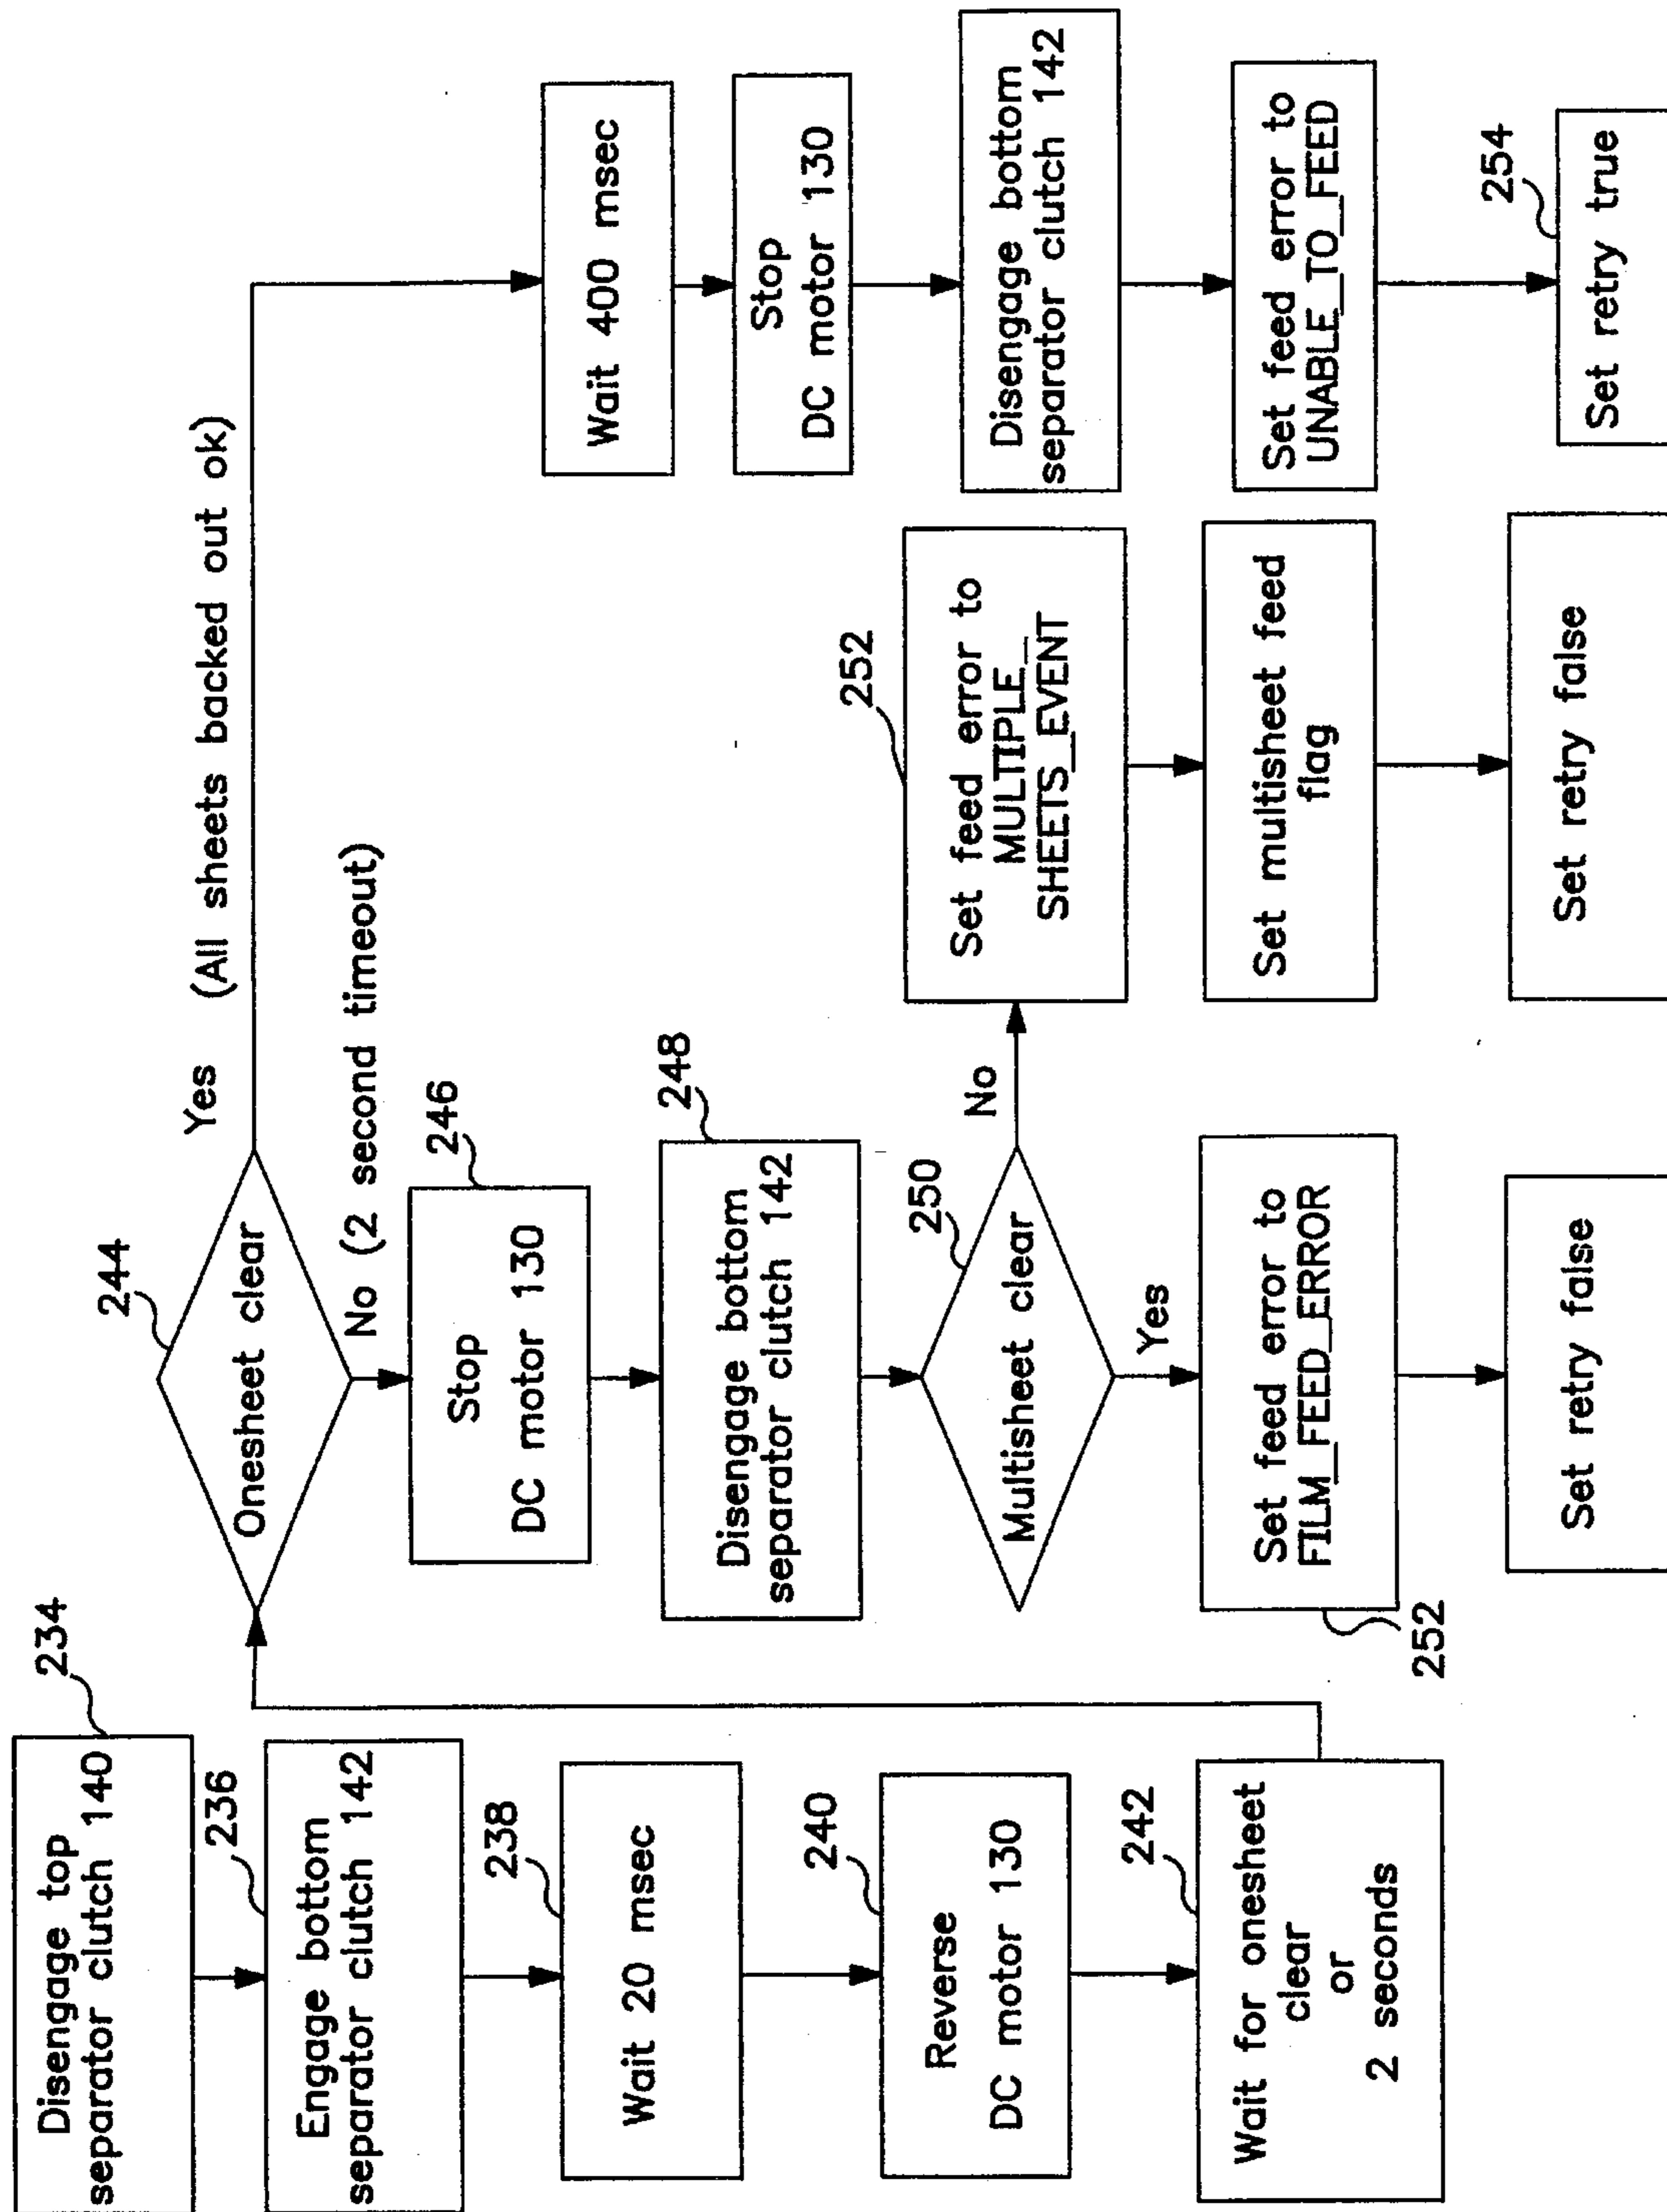 Disengage top
separator clutch 140
234
Engage bottom
separator clutch 142
236
Wait 20 msec
238
Reverse
DC motor 130
240
Wait for onesheet
clear
or
2 seconds
242
Onesheet clear
244
Yes (All sheets backed out ok)
No (2 second timeout)
Stop
DC motor 130
246
Disengage bottom
separator clutch 142
248
Multisheet clear
250
Yes
No
Set feed error to
FILM_FEED_ERROR
252
Set retry false
Set feed error to
MULTIPLE_
SHEETS_EVENT
252
Set multisheet feed
flag
Set retry false
Wait 400 msec
Stop
DC motor 130
Disengage bottom
separator clutch 142
Set feed error to
UNABLE_TO_FEED
Set retry true
254